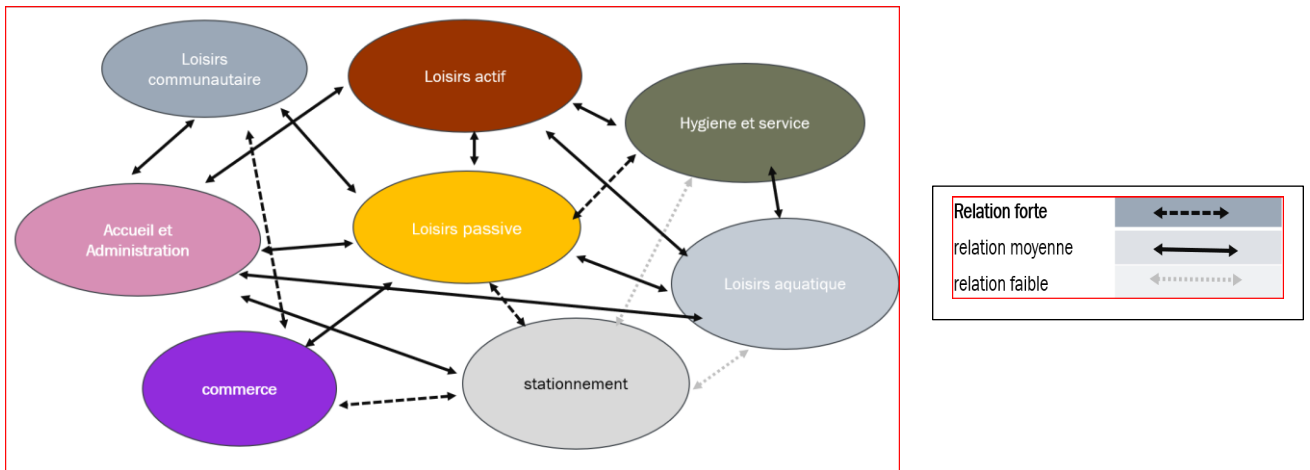 Loisirs
communautaire
Loisirs actif
Hygiene et service
Accueil et
Administration
Loisirs passive
Loisirs aquatique
commerce
stationnement
Relation forte
relation moyenne
relation faible